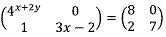 (4^{x+2y} 0) = (8 0)
(1 3x − 2) (2 7)